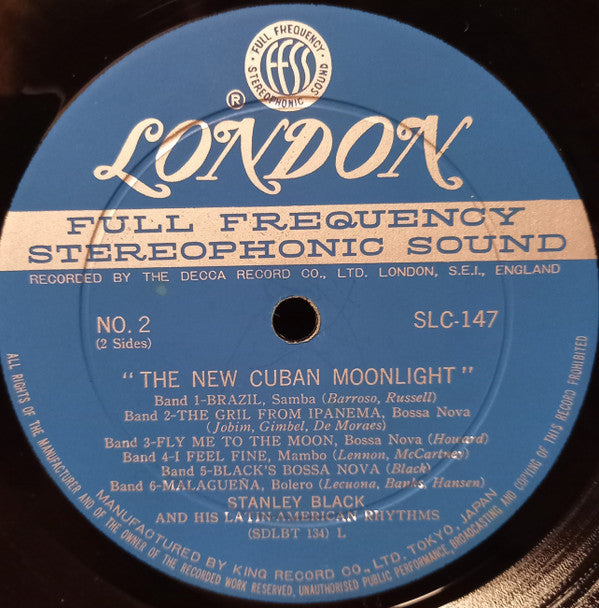 FULL FREQUENCY
FFSS
STEREOPHONIC SOUND
®
LONDON
FULL FREQUENCY
STEREOPHONIC SOUND
RECORDED BY THE DECCA RECORD CO., LTD. LONDON, S.E.I., ENGLAND
NO. 2
(2 Sides)
SLC-147
"THE NEW CUBAN MOONLIGHT"
Band 1-BRAZIL, Samba (Barroso, Russell)
Band 2-THE GRIL FROM IPANEMA, Bossa Nova
(Jobim, Gimbel, De Moraes)
Band 3-FLY ME TO THE MOON, Bossa Nova (Howard)
Band 4-I FEEL FINE, Mambo (Lennon, McCartney)
Band 5-BLACK'S BOSSA NOVA (Black)
Band 6-MALAGUEÑA, Bolero (Lecuona, Banks, Hansen)
STANLEY BLACK
AND HIS LATIN-AMERICAN RHYTHMS
(SDLBT 134) L
MANUFACTURED BY KING RECORD CO., LTD. TOKYO, JAPAN
ALL RIGHTS OF THE MANUFACTURER AND OF THE OWNER OF THE RECORDED WORK RESERVED, UNAUTHORISED PUBLIC PERFORMANCE, BROADCASTING AND COPYING OF THIS RECORD PROHIBITED